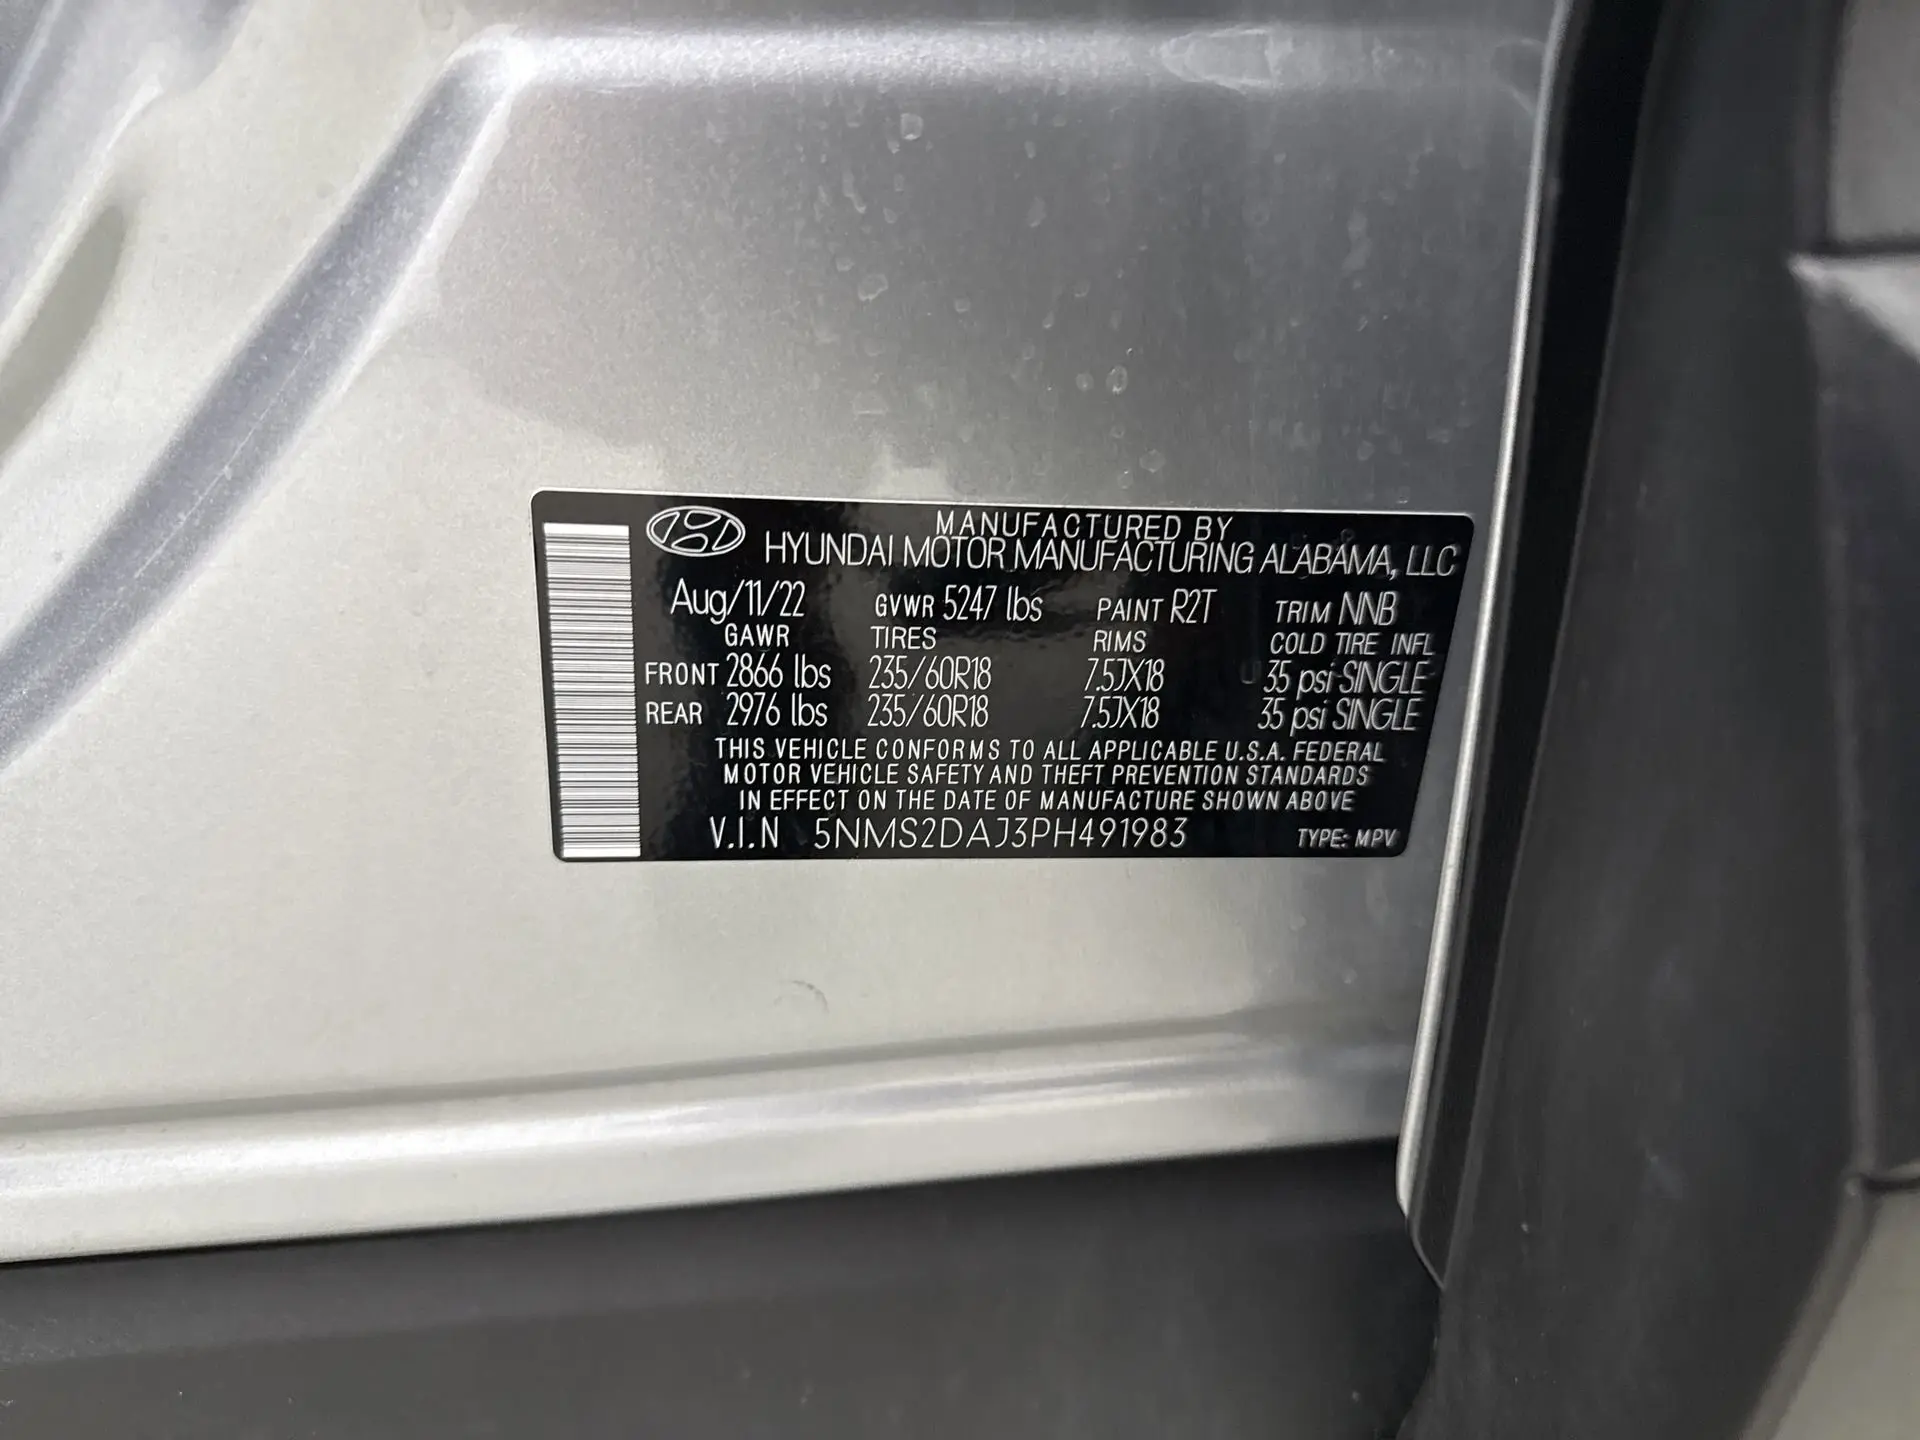 MANUFACTURED BY
HYUNDAI MOTOR MANUFACTURING ALABAMA, LLC
Aug/11/22 GVWR 5247 lbs PAINT R2T TRIM NNB
GAWR TIRES RIMS COLD TIRE INFL
FRONT 2866 lbs 235/60R18 7.5JX18 35 psi SINGLE
REAR 2976 lbs 235/60R18 7.5JX18 35 psi SINGLE
THIS VEHICLE CONFORMS TO ALL APPLICABLE U.S.A. FEDERAL
MOTOR VEHICLE SAFETY AND THEFT PREVENTION STANDARDS
IN EFFECT ON THE DATE OF MANUFACTURE SHOWN ABOVE
V.I.N 5NMS2DAJ3PH491983 TYPE: MPV